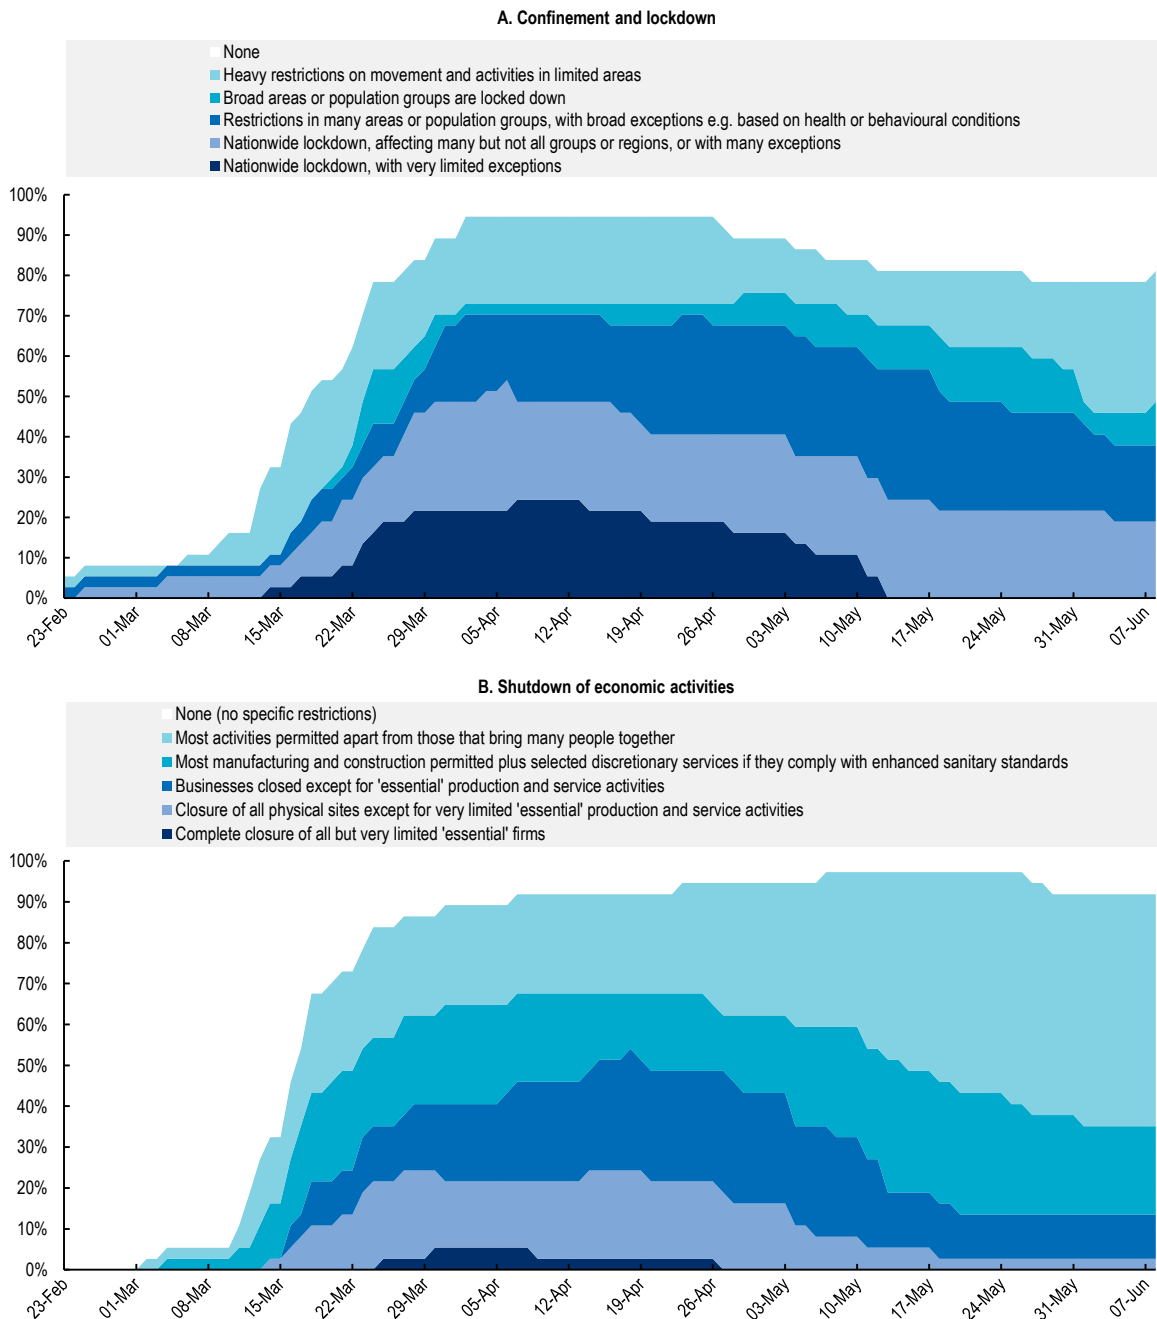 A. Confinement and lockdown
None
Heavy restrictions on movement and activities in limited areas
Broad areas or population groups are locked down
Restrictions in many areas or population groups, with broad exceptions e.g. based on health or behavioural conditions
Nationwide lockdown, affecting many but not all groups or regions, or with many exceptions
Nationwide lockdown, with very limited exceptions
100%
90%
80%
70%
60%
50%
40%
30%
20%
10%
0%
23-Feb 01-Mar 08-Mar 15-Mar 22-Mar 29-Mar 05-Apr 12-Apr 19-Apr 26-Apr 03-May 10-May 17-May 24-May 31-May 07-Jun
B. Shutdown of economic activities
None (no specific restrictions)
Most activities permitted apart from those that bring many people together
Most manufacturing and construction permitted plus selected discretionary services if they comply with enhanced sanitary standards
Businesses closed except for 'essential' production and service activities
Closure of all physical sites except for very limited 'essential' production and service activities
Complete closure of all but very limited 'essential' firms
100%
90%
80%
70%
60%
50%
40%
30%
20%
10%
0%
23-Feb 01-Mar 08-Mar 15-Mar 22-Mar 29-Mar 05-Apr 12-Apr 19-Apr 26-Apr 03-May 10-May 17-May 24-May 31-May 07-Jun